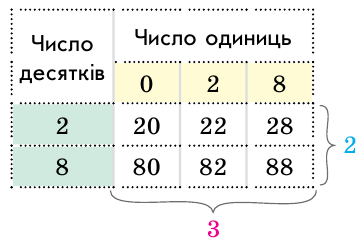 Число десятків
Число одиниць
0 2 8
2 20 22 28
8 80 82 88
2
3